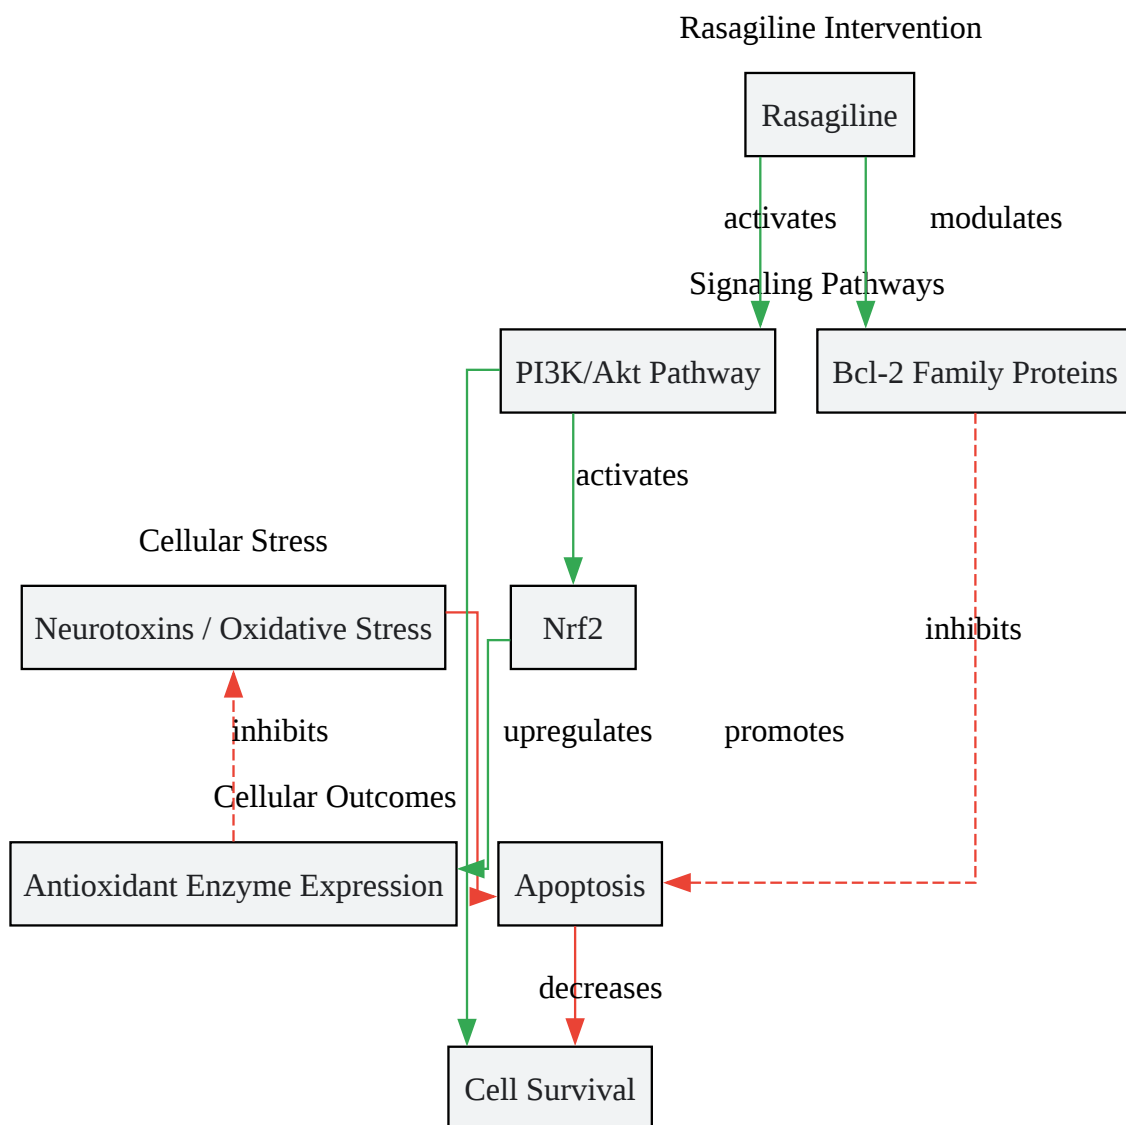 Rasagiline Intervention
Rasagiline
activates
modulates
Signaling Pathways
PI3K/Akt Pathway
Bcl-2 Family Proteins
activates
Cellular Stress
Neurotoxins / Oxidative Stress
Nrf2
inhibits
inhibits
upregulates
promotes
Cellular Outcomes
Antioxidant Enzyme Expression
Apoptosis
decreases
Cell Survival